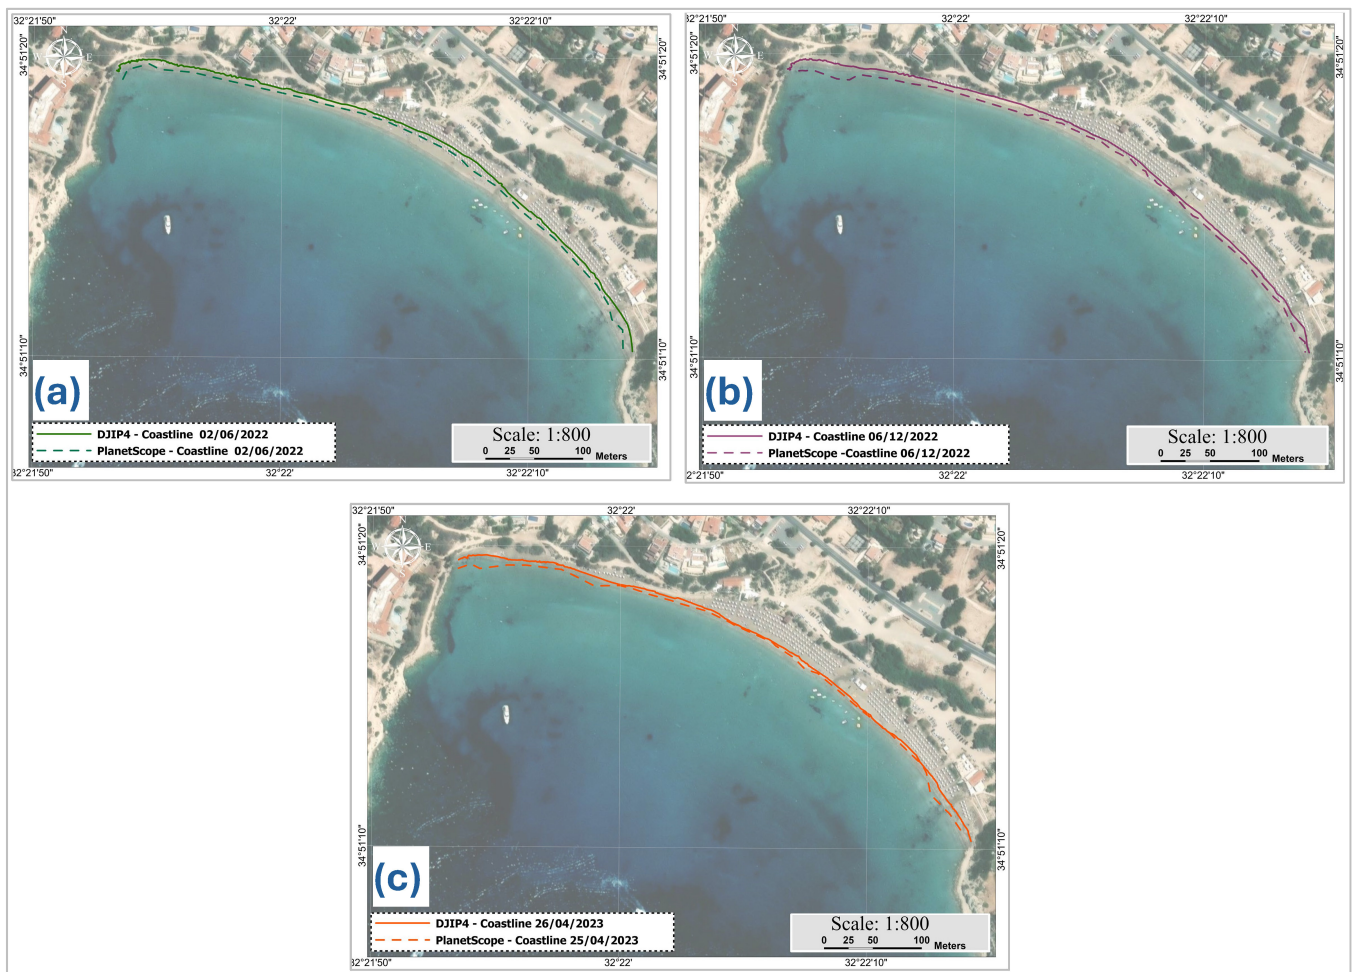 32°21'50" 32°22' 32°22'10"
N
E
34°51'20" 34°51'20"
34°51'10" 34°51'10"
(a)
DJIP4 - Coastline 02/06/2022
PlanetScope - Coastline 02/06/2022
Scale: 1:800
0 25 50 100 Meters
32°21'50" 32°22' 32°22'10"
32°21'50" 32°22' 32°22'10"
N
W E
34°51'20" 34°51'20"
34°51'10" 34°51'10"
(b)
DJIP4 - Coastline 06/12/2022
PlanetScope -Coastline 06/12/2022
Scale: 1:800
0 25 50 100 Meters
32°21'50" 32°22' 32°22'10"
32°21'50" 32°22' 32°22'10"
N
E
34°51'20" 34°51'20"
34°51'10" 34°51'10"
(c)
DJIP4 - Coastline 26/04/2023
PlanetScope - Coastline 25/04/2023
Scale: 1:800
0 25 50 100 Meters
32°21'50" 32°22' 32°22'10"